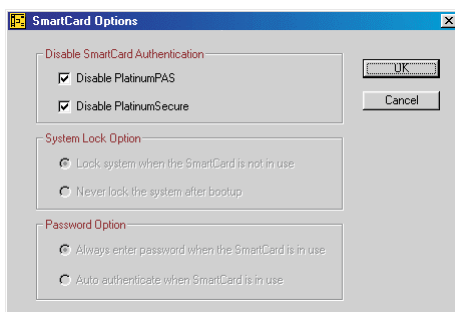 SmartCard Options
Disable SmartCard Authentication
Disable PlatinumPAS
OK
Disable PlatinumSecure
Cancel
System Lock Option
Lock system when the SmartCard is not in use
Never lock the system after bootup
Password Option
Always enter password when the SmartCard is in use
Auto authenticate when SmartCard is in use